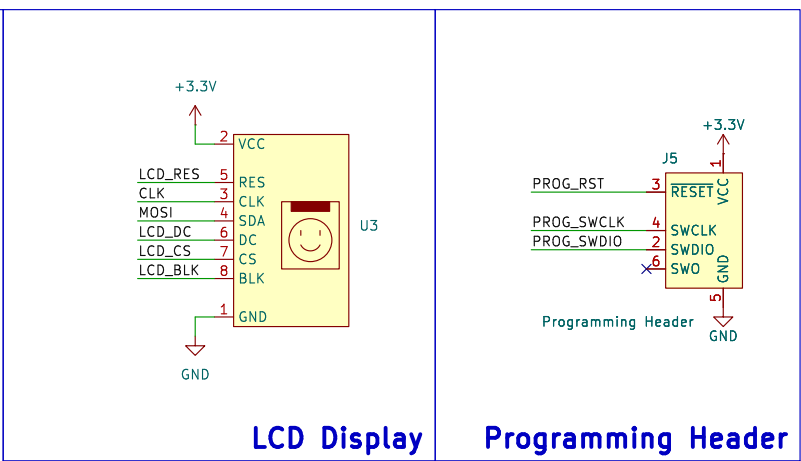 +3.3V
2 VCC
LCD_RES 5 RES
CLK 3 CLK
MOSI 4 SDA
LCD_DC 6 DC
LCD_CS 7 CS
LCD_BLK 8 BLK
U3
1 GND
GND
LCD Display
+3.3V
J5
1 VCC
PROG_RST 3 RESET
PROG_SWCLK 4 SWCLK
PROG_SWDIO 2 SWDIO
6 SWO
GND 5
Programming Header
GND
Programming Header